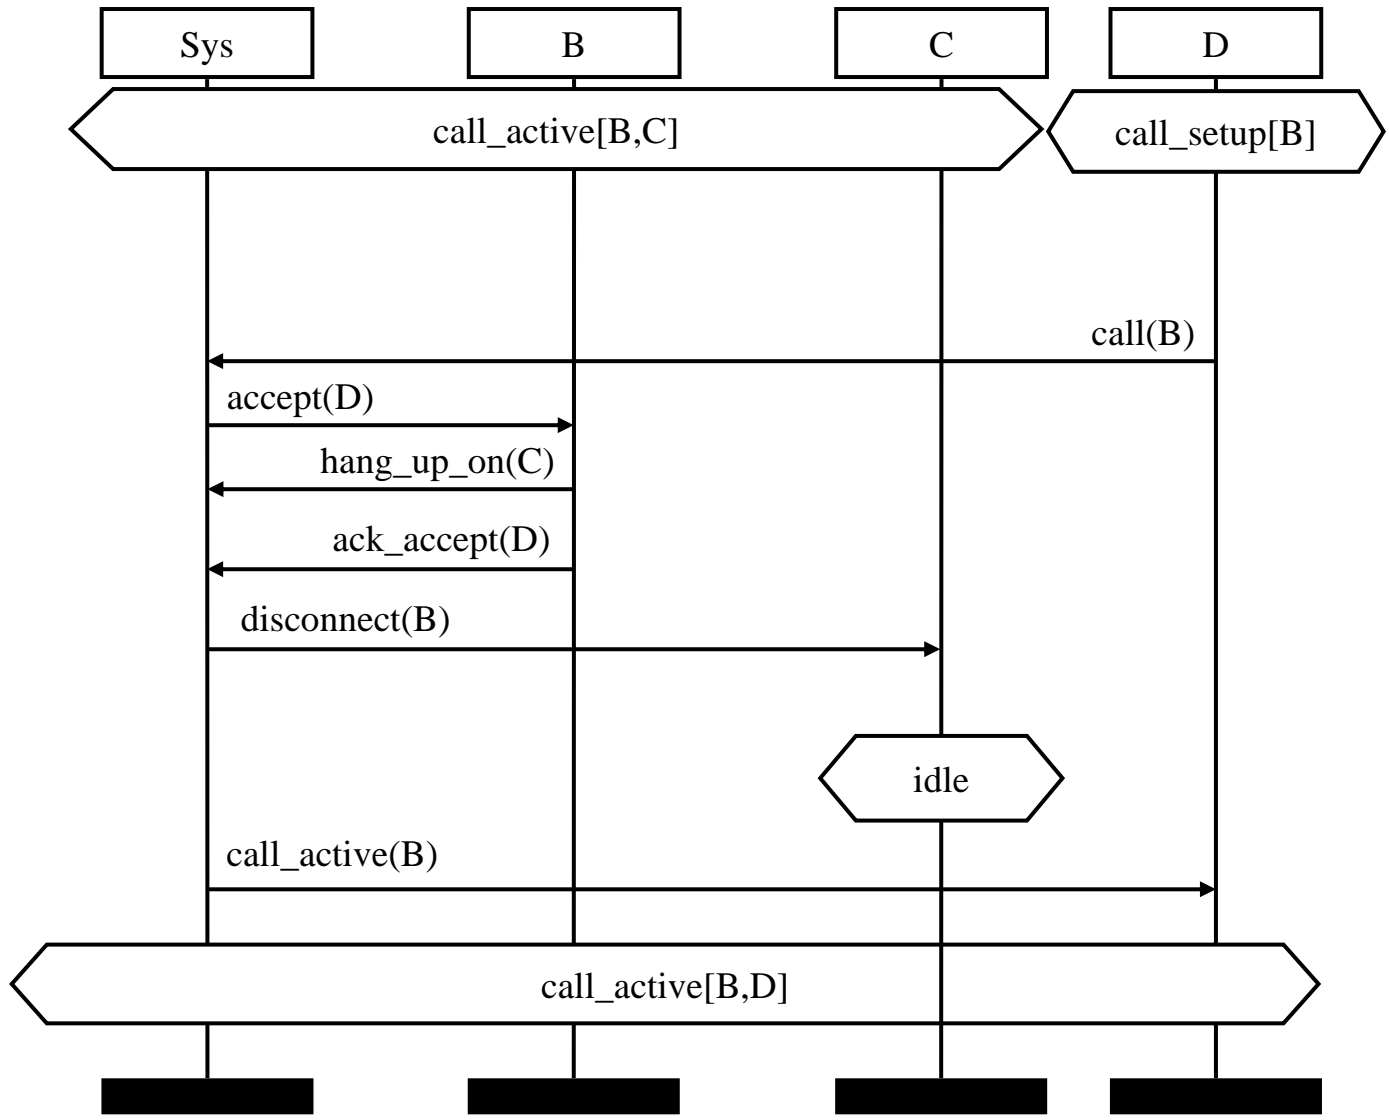 Sys
B
C
D
call_active[B,C]
call_setup[B]
call(B)
accept(D)
hang_up_on(C)
ack_accept(D)
disconnect(B)
idle
call_active(B)
call_active[B,D]